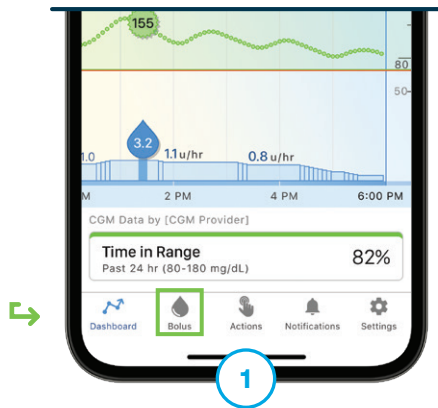 155
80
50
3.2
1.0
1.1 u/hr
0.8 u/hr
M
2 PM
4 PM
6:00 PM
CGM Data by [CGM Provider]
Time in Range
Past 24 hr (80-180 mg/dL)
82%
Dashboard
Bolus
Actions
Notifications
Settings
1